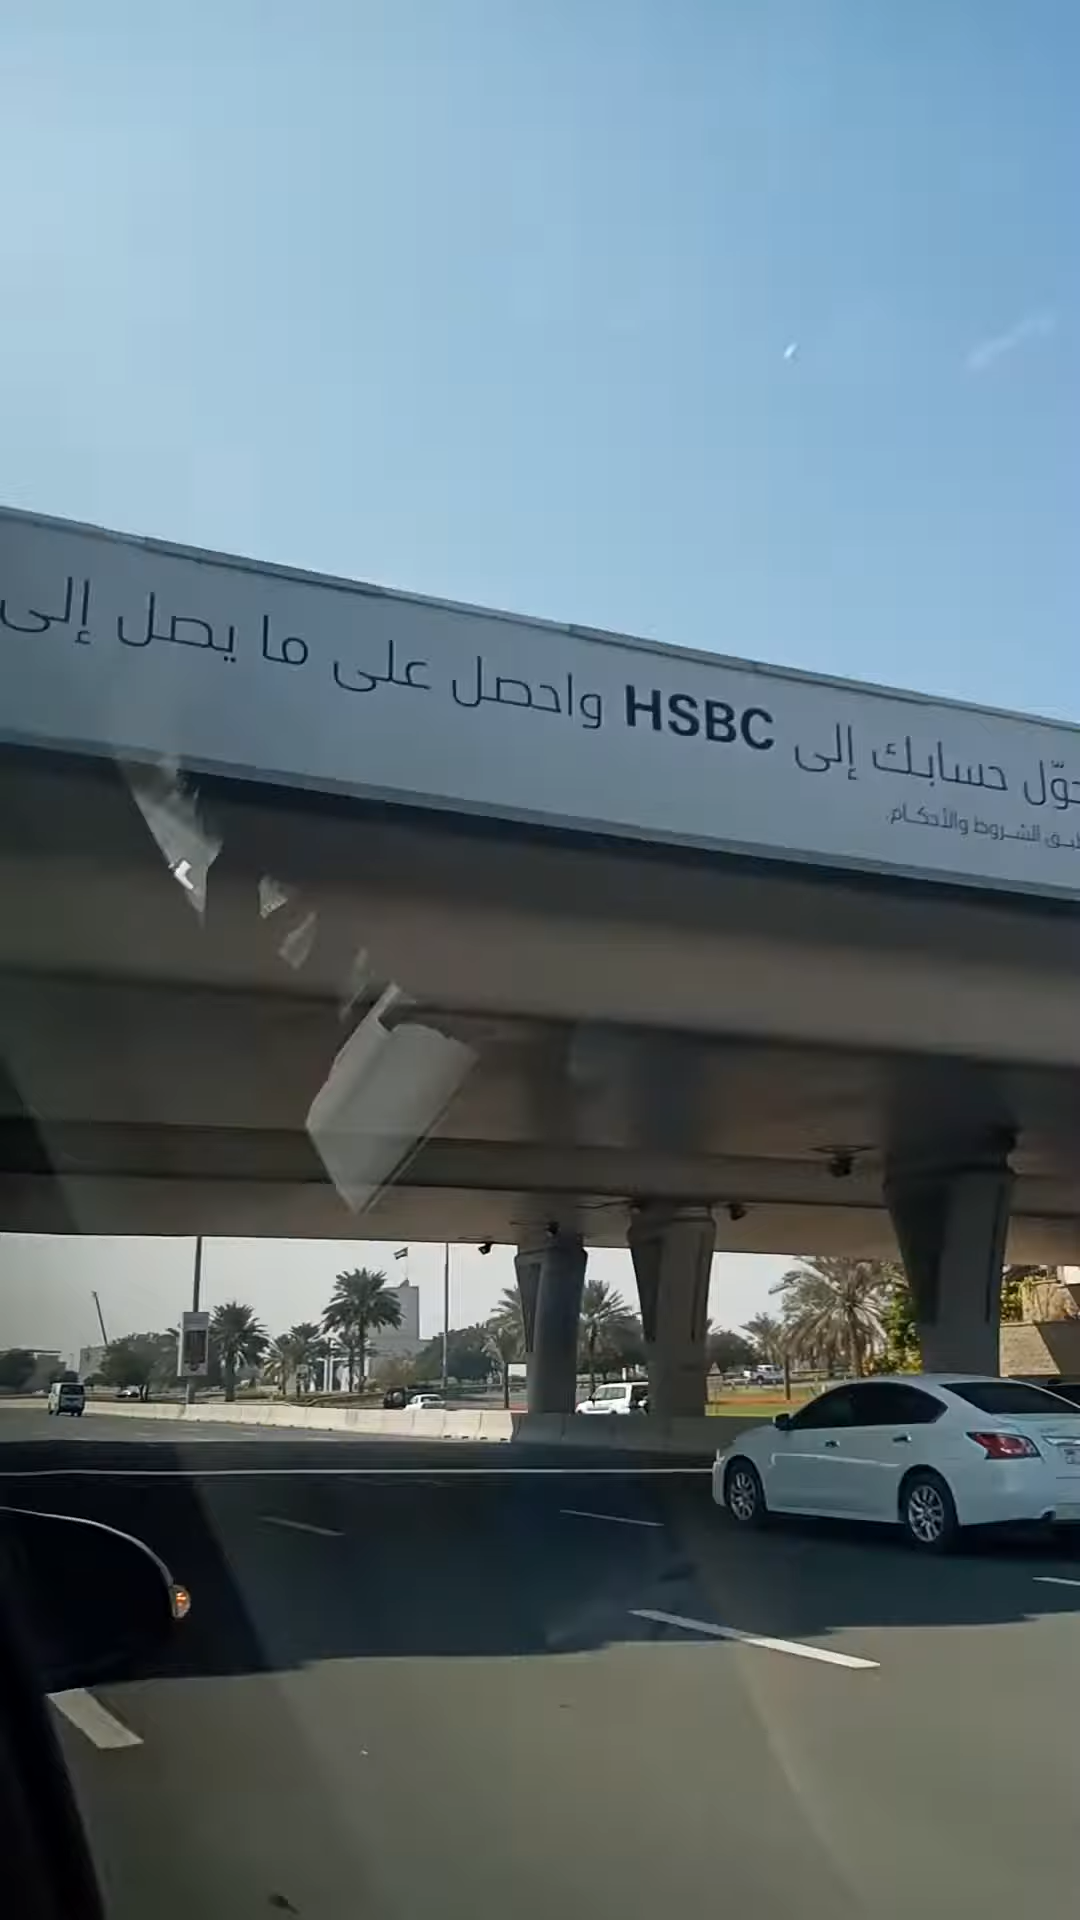 حوّل حسابك إلى HSBC واحصل على ما يصل إلى
الشروط والأحكام.